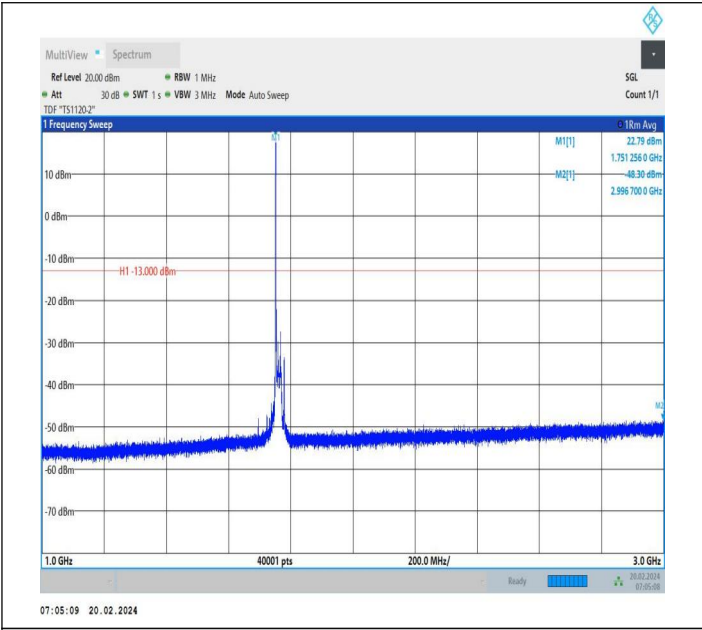 R S
MultiView Spectrum
Ref Level 20.00 dBm RBW 1 MHz SGL
Att 30 dB SWT 1 s VBW 3 MHz Mode Auto Sweep Count 1/1
TDF "TS1120-2"
1 Frequency Sweep 1Rm Avg
M1 M1[1] 22.79 dBm
1.751 256 0 GHz
10 dBm M2[1] -48.30 dBm
2.996 700 0 GHz
0 dBm
-10 dBm
H1 -13.000 dBm
-20 dBm
-30 dBm
-40 dBm
M2
-50 dBm
-60 dBm
-70 dBm
1.0 GHz 40001 pts 200.0 MHz/ 3.0 GHz
Ready 20.02.2024
07:05:08
07:05:09 20.02.2024